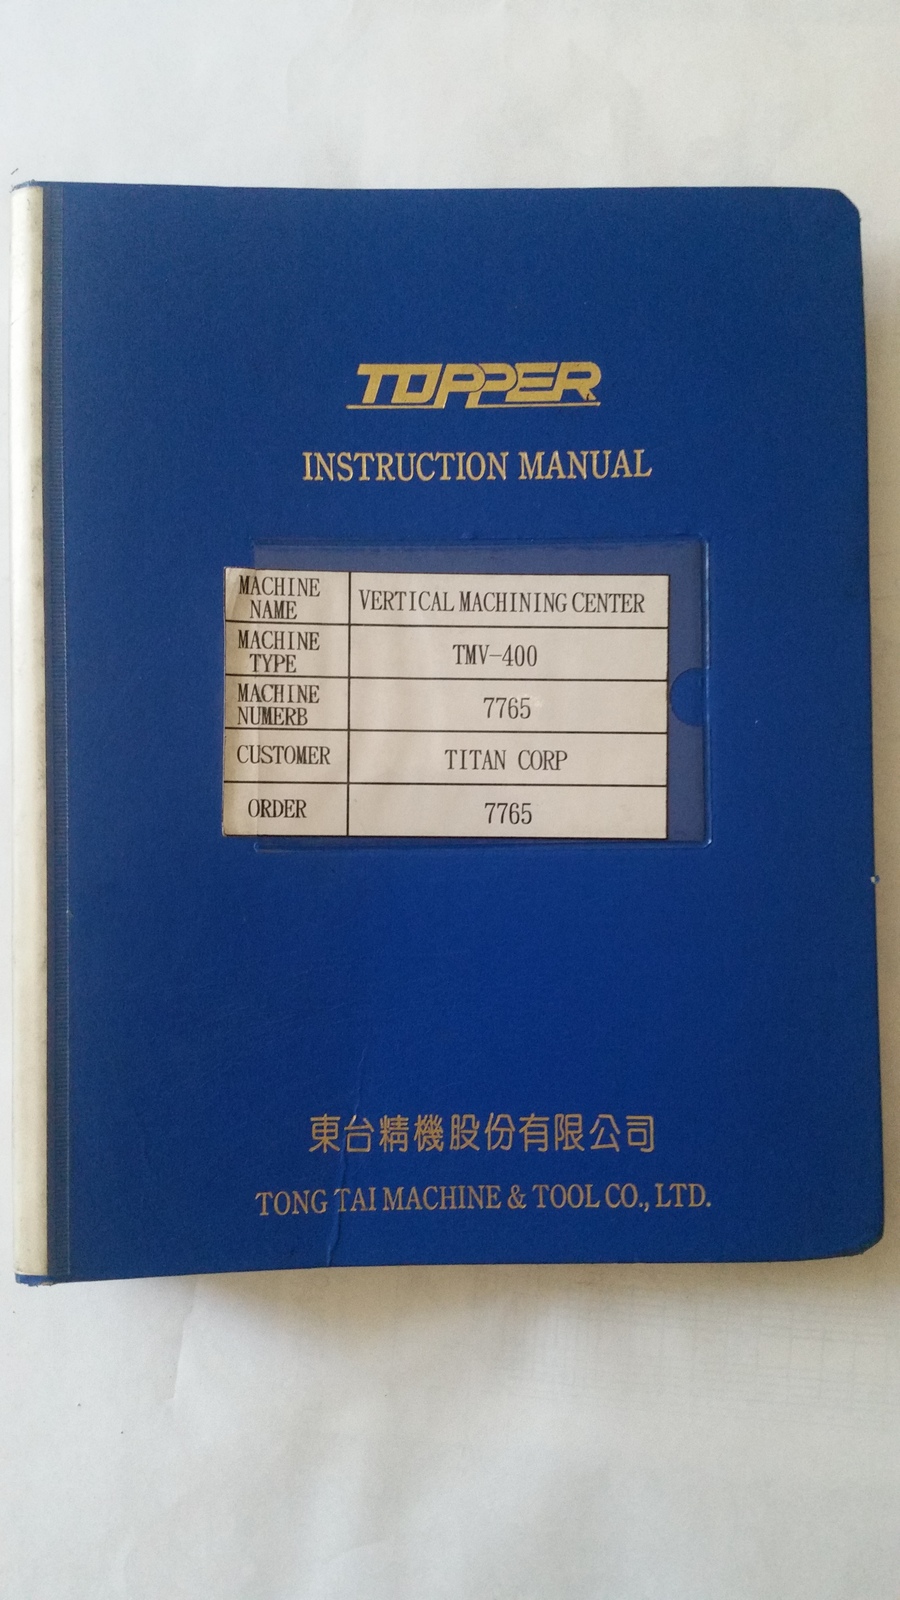 TOPPER
INSTRUCTION MANUAL
MACHINE
NAME
VERTICAL MACHINING CENTER
MACHINE
TYPE
TMV-400
MACHINE
NUMERB
7765
CUSTOMER
TITAN CORP
ORDER
7765
東台精機股份有限公司
TONG TAI MACHINE & TOOL CO., LTD.